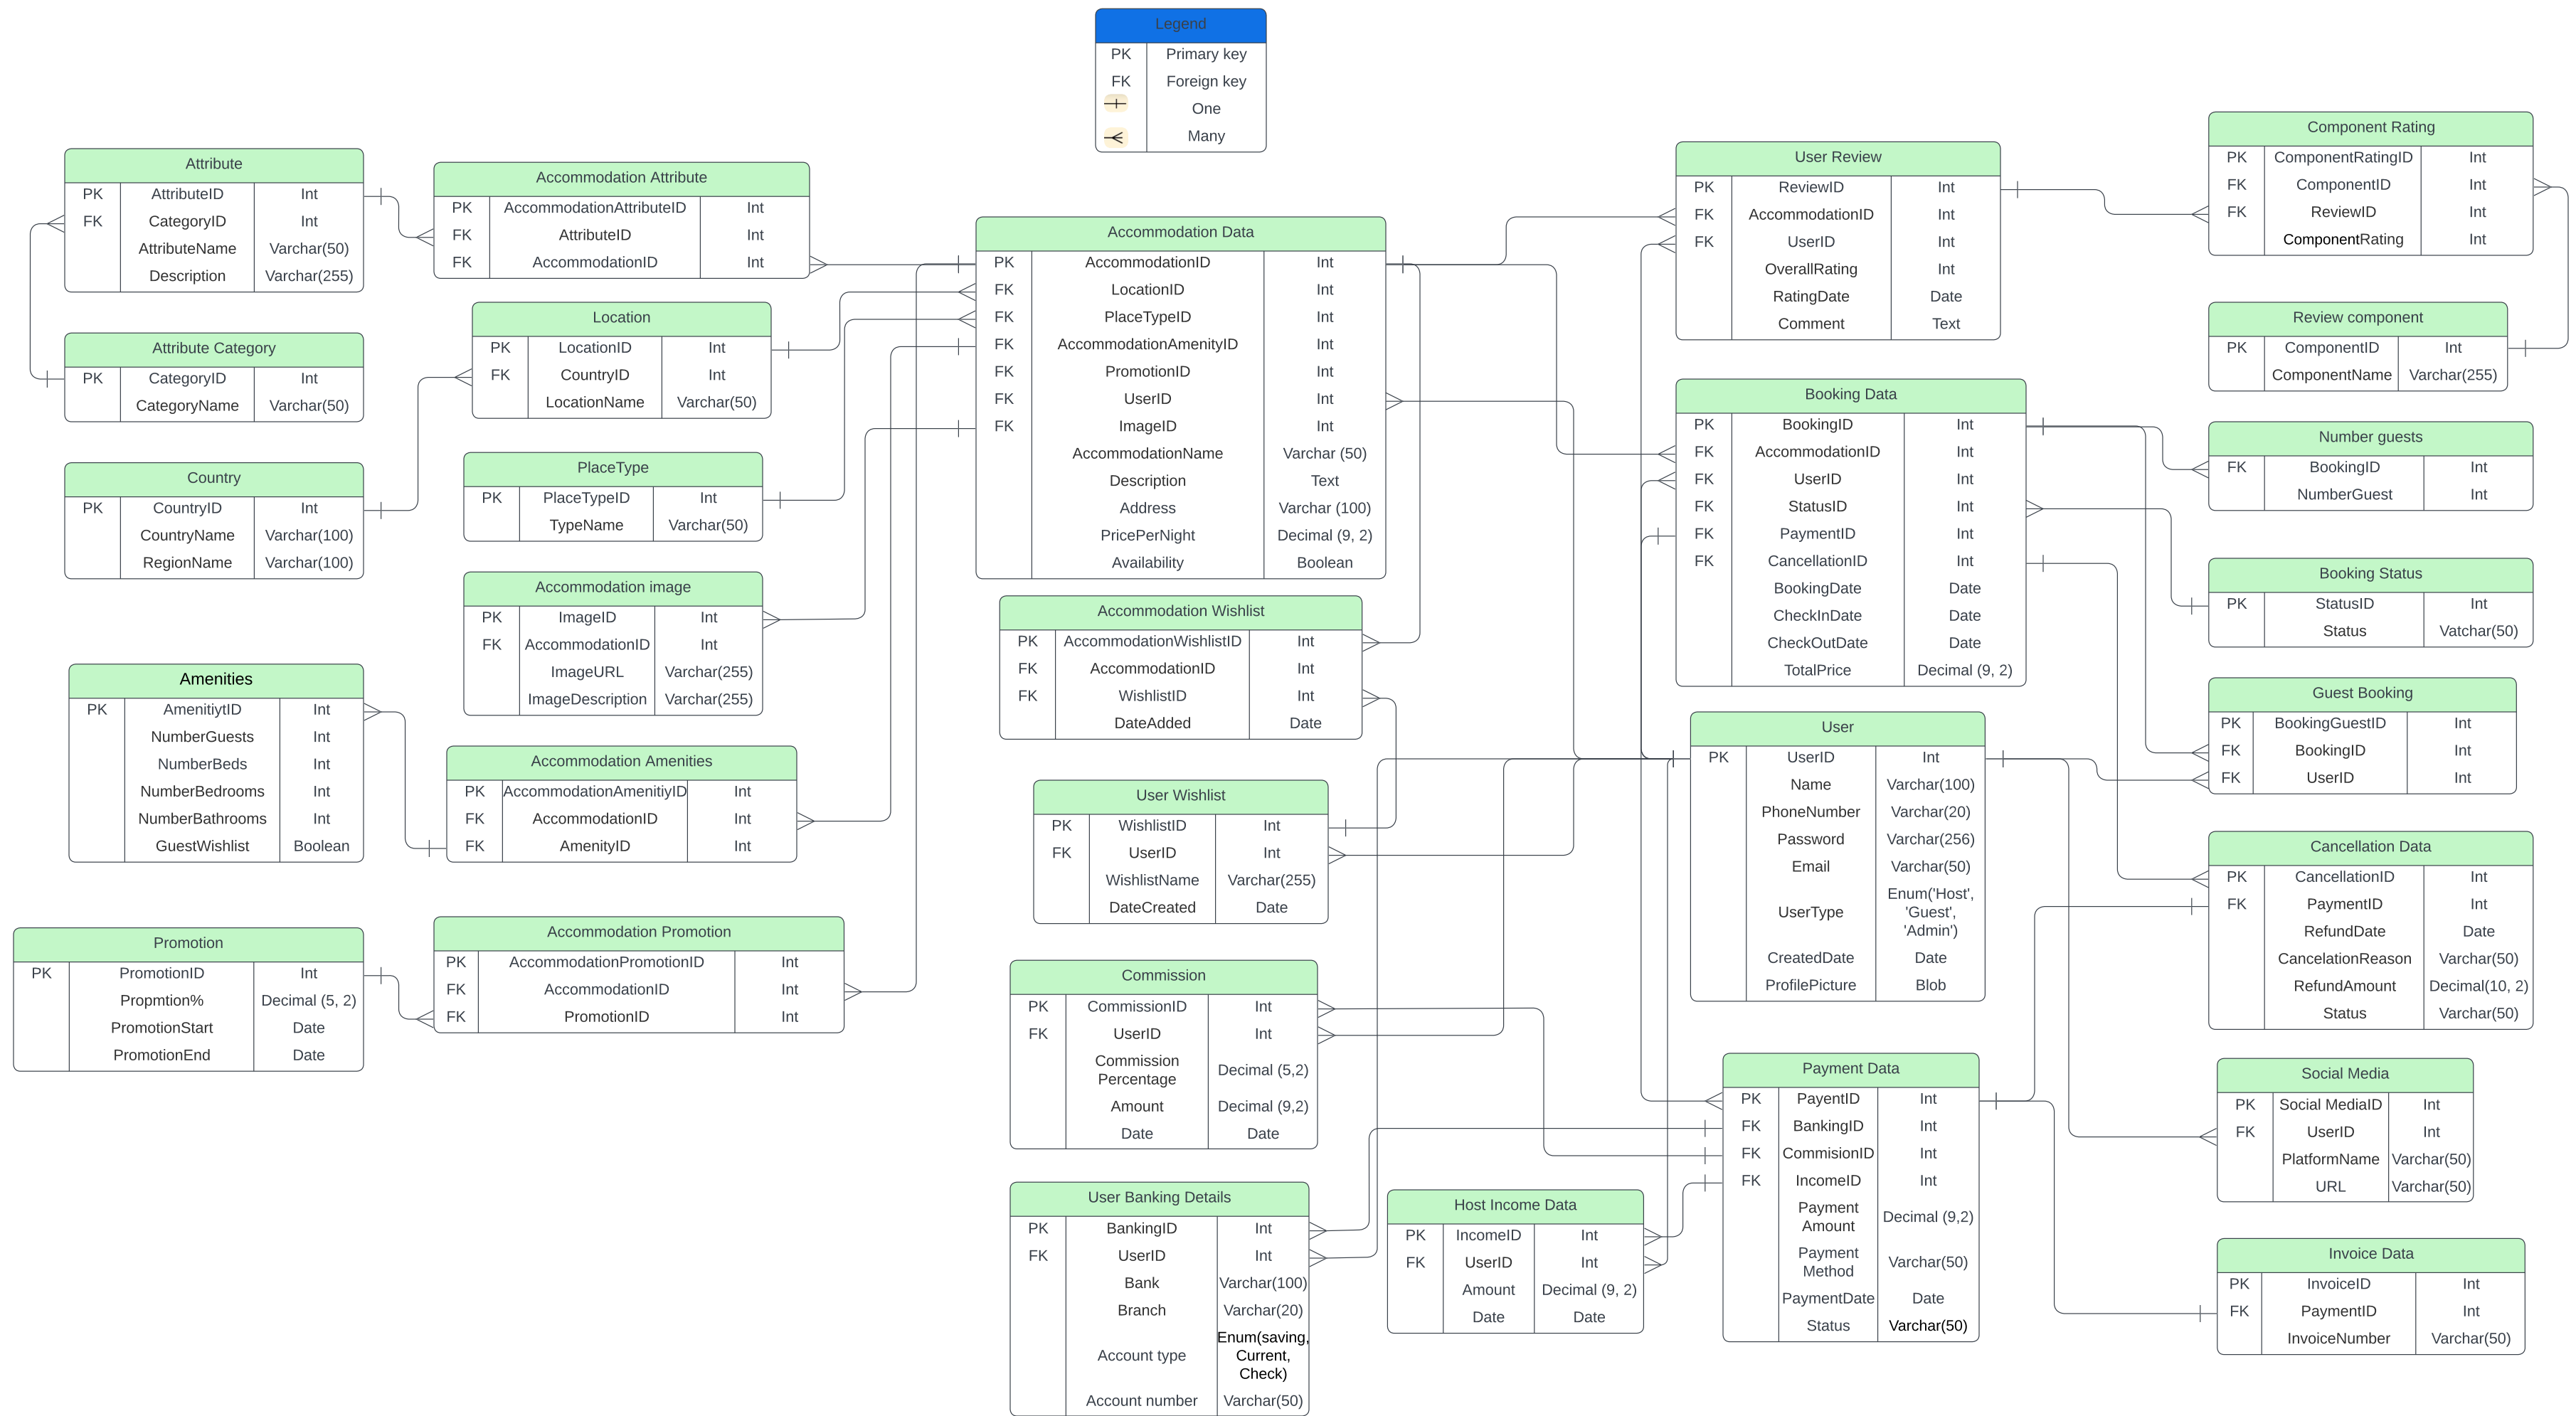 Legend
PK Primary key
FK Foreign key
One
Many
Attribute
PK AttributeID Int
FK CategoryID Int
AttributeName Varchar(50)
Description Varchar(255)
Attribute Category
PK CategoryID Int
CategoryName Varchar(50)
Country
PK CountryID Int
CountryName Varchar(100)
RegionName Varchar(100)
Amenities
PK AmenitiytID Int
NumberGuests Int
NumberBeds Int
NumberBedrooms Int
NumberBathrooms Int
GuestWishlist Boolean
Promotion
PK PromotionID Int
Propmtion% Decimal (5, 2)
PromotionStart Date
PromotionEnd Date
Accommodation Attribute
PK AccommodationAttributeID Int
FK AttributeID Int
FK AccommodationID Int
Location
PK LocationID Int
FK CountryID Int
LocationName Varchar(50)
PlaceType
PK PlaceTypeID Int
TypeName Varchar(50)
Accommodation image
PK ImageID Int
FK AccommodationID Int
ImageURL Varchar(255)
ImageDescription Varchar(255)
Accommodation Amenities
PK AccommodationAmenitiyID Int
FK AccommodationID Int
FK AmenityID Int
Accommodation Promotion
PK AccommodationPromotionID Int
FK AccommodationID Int
FK PromotionID Int
Accommodation Data
PK AccommodationID Int
FK LocationID Int
FK PlaceTypeID Int
FK AccommodationAmenityID Int
FK PromotionID Int
FK UserID Int
FK ImageID Int
AccommodationName Varchar (50)
Description Text
Address Varchar (100)
PricePerNight Decimal (9, 2)
Availability Boolean
Accommodation Wishlist
PK AccommodationWishlistID Int
FK AccommodationID Int
FK WishlistID Int
DateAdded Date
User Wishlist
PK WishlistID Int
FK UserID Int
WishlistName Varchar(255)
DateCreated Date
Commission
PK CommissionID Int
FK UserID Int
Commission
Percentage Decimal (5,2)
Amount Decimal (9,2)
Date Date
User Banking Details
PK BankingID Int
FK UserID Int
Bank Varchar(100)
Branch Varchar(20)
Account type Enum(saving,
Current,
Check)
Account number Varchar(50)
Host Income Data
PK IncomeID Int
FK UserID Int
Amount Decimal (9, 2)
Date Date
User Review
PK ReviewID Int
FK AccommodationID Int
FK UserID Int
OverallRating Int
RatingDate Date
Comment Text
Booking Data
PK BookingID Int
FK AccommodationID Int
FK UserID Int
FK StatusID Int
FK PaymentID Int
FK CancellationID Int
BookingDate Date
CheckInDate Date
CheckOutDate Date
TotalPrice Decimal (9, 2)
User
PK UserID Int
Name Varchar(100)
PhoneNumber Varchar(20)
Password Varchar(256)
Email Varchar(50)
UserType Enum('Host',
'Guest',
'Admin')
CreatedDate Date
ProfilePicture Blob
Payment Data
PK PayentID Int
FK BankingID Int
FK CommisionID Int
FK IncomeID Int
Payment
Amount Decimal (9,2)
Payment
Method Varchar(50)
PaymentDate Date
Status Varchar(50)
Component Rating
PK ComponentRatingID Int
FK ComponentID Int
FK ReviewID Int
ComponentRating Int
Review component
PK ComponentID Int
ComponentName Varchar(255)
Number guests
FK BookingID Int
NumberGuest Int
Booking Status
PK StatusID Int
Status Vatchar(50)
Guest Booking
PK BookingGuestID Int
FK BookingID Int
FK UserID Int
Cancellation Data
PK CancellationID Int
FK PaymentID Int
RefundDate Date
CancelationReason Varchar(50)
RefundAmount Decimal(10, 2)
Status Varchar(50)
Social Media
PK Social MediaID Int
FK UserID Int
PlatformName Varchar(50)
URL Varchar(50)
Invoice Data
PK InvoiceID Int
FK PaymentID Int
InvoiceNumber Varchar(50)